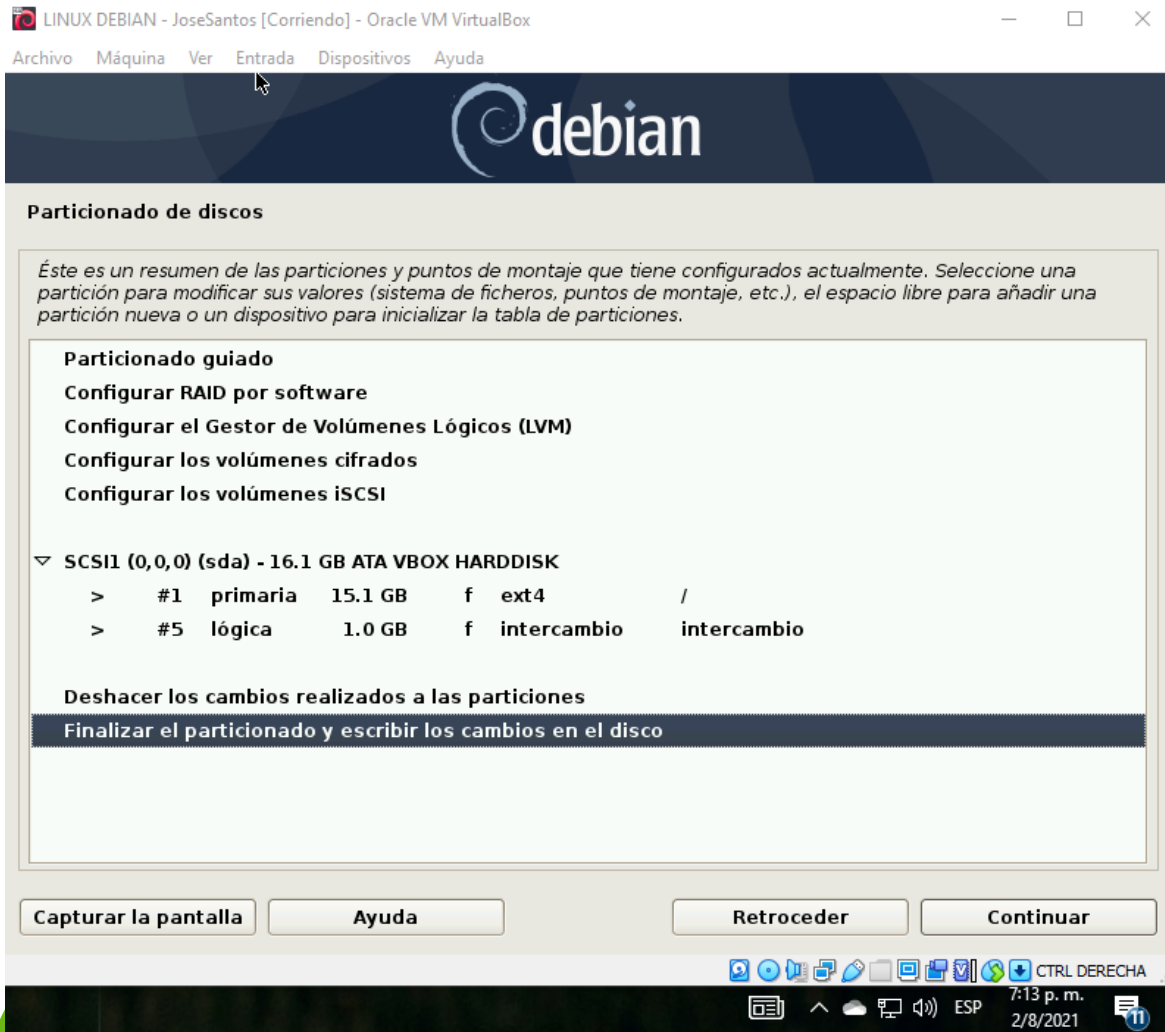 LINUX DEBIAN - JoseSantos [Corriendo] - Oracle VM VirtualBox
Archivo Máquina Ver Entrada Dispositivos Ayuda
debian
Particionado de discos
Éste es un resumen de las particiones y puntos de montaje que tiene configurados actualmente. Seleccione una
partición para modificar sus valores (sistema de ficheros, puntos de montaje, etc.), el espacio libre para añadir una
partición nueva o un dispositivo para inicializar la tabla de particiones.
Particionado guiado
Configurar RAID por software
Configurar el Gestor de Volúmenes Lógicos (LVM)
Configurar los volúmenes cifrados
Configurar los volúmenes iSCSI
SCSI1 (0,0,0) (sda) - 16.1 GB ATA VBOX HARDDISK
> #1 primaria 15.1 GB f ext4 /
> #5 lógica 1.0 GB f intercambio intercambio
Deshacer los cambios realizados a las particiones
Finalizar el particionado y escribir los cambios en el disco
Capturar la pantalla Ayuda Retroceder Continuar
CTRL DERECHA
ESP 7:13 p. m.
2/8/2021 11